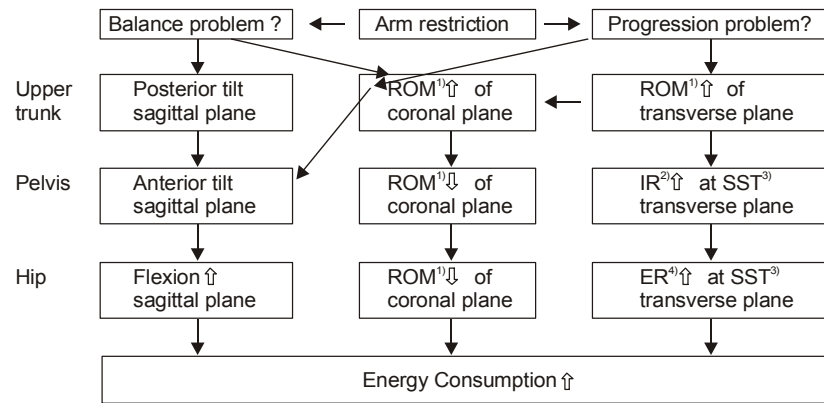 Balance problem ? Arm restriction Progression problem?
Upper trunk
Posterior tilt
sagittal plane
ROM¹⁾⇧ of
coronal plane
ROM¹⁾⇧ of
transverse plane
Pelvis
Anterior tilt
sagittal plane
ROM¹⁾⇩ of
coronal plane
IR²⁾⇧ at SST³⁾
transverse plane
Hip
Flexion⇧
sagittal plane
ROM¹⁾⇩ of
coronal plane
ER⁴⁾⇧ at SST³⁾
transverse plane
Energy Consumption⇧